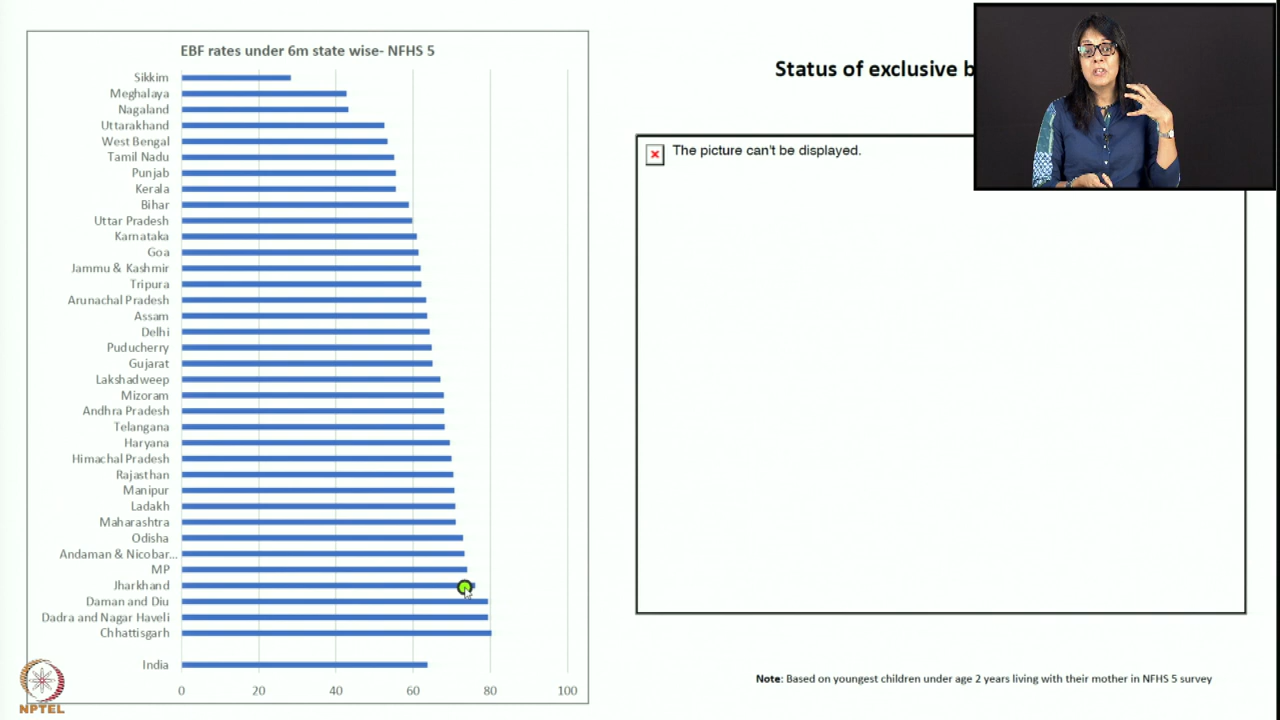 EBF rates under 6m state wise- NFHS 5
Sikkim
Meghalaya
Nagaland
Uttarakhand
West Bengal
Tamil Nadu
Punjab
Kerala
Bihar
Uttar Pradesh
Karnataka
Goa
Jammu & Kashmir
Tripura
Arunachal Pradesh
Assam
Delhi
Puducherry
Gujarat
Lakshadweep
Mizoram
Andhra Pradesh
Telangana
Haryana
Himachal Pradesh
Rajasthan
Manipur
Ladakh
Maharashtra
Odisha
Andaman & Nicobar...
MP
Jharkhand
Daman and Diu
Dadra and Nagar Haveli
Chhattisgarh
India
0 20 40 60 80 100
Status of exclusive
The picture can't be displayed.
Note: Based on youngest children under age 2 years living with their mother in NFHS 5 survey
NPTEL